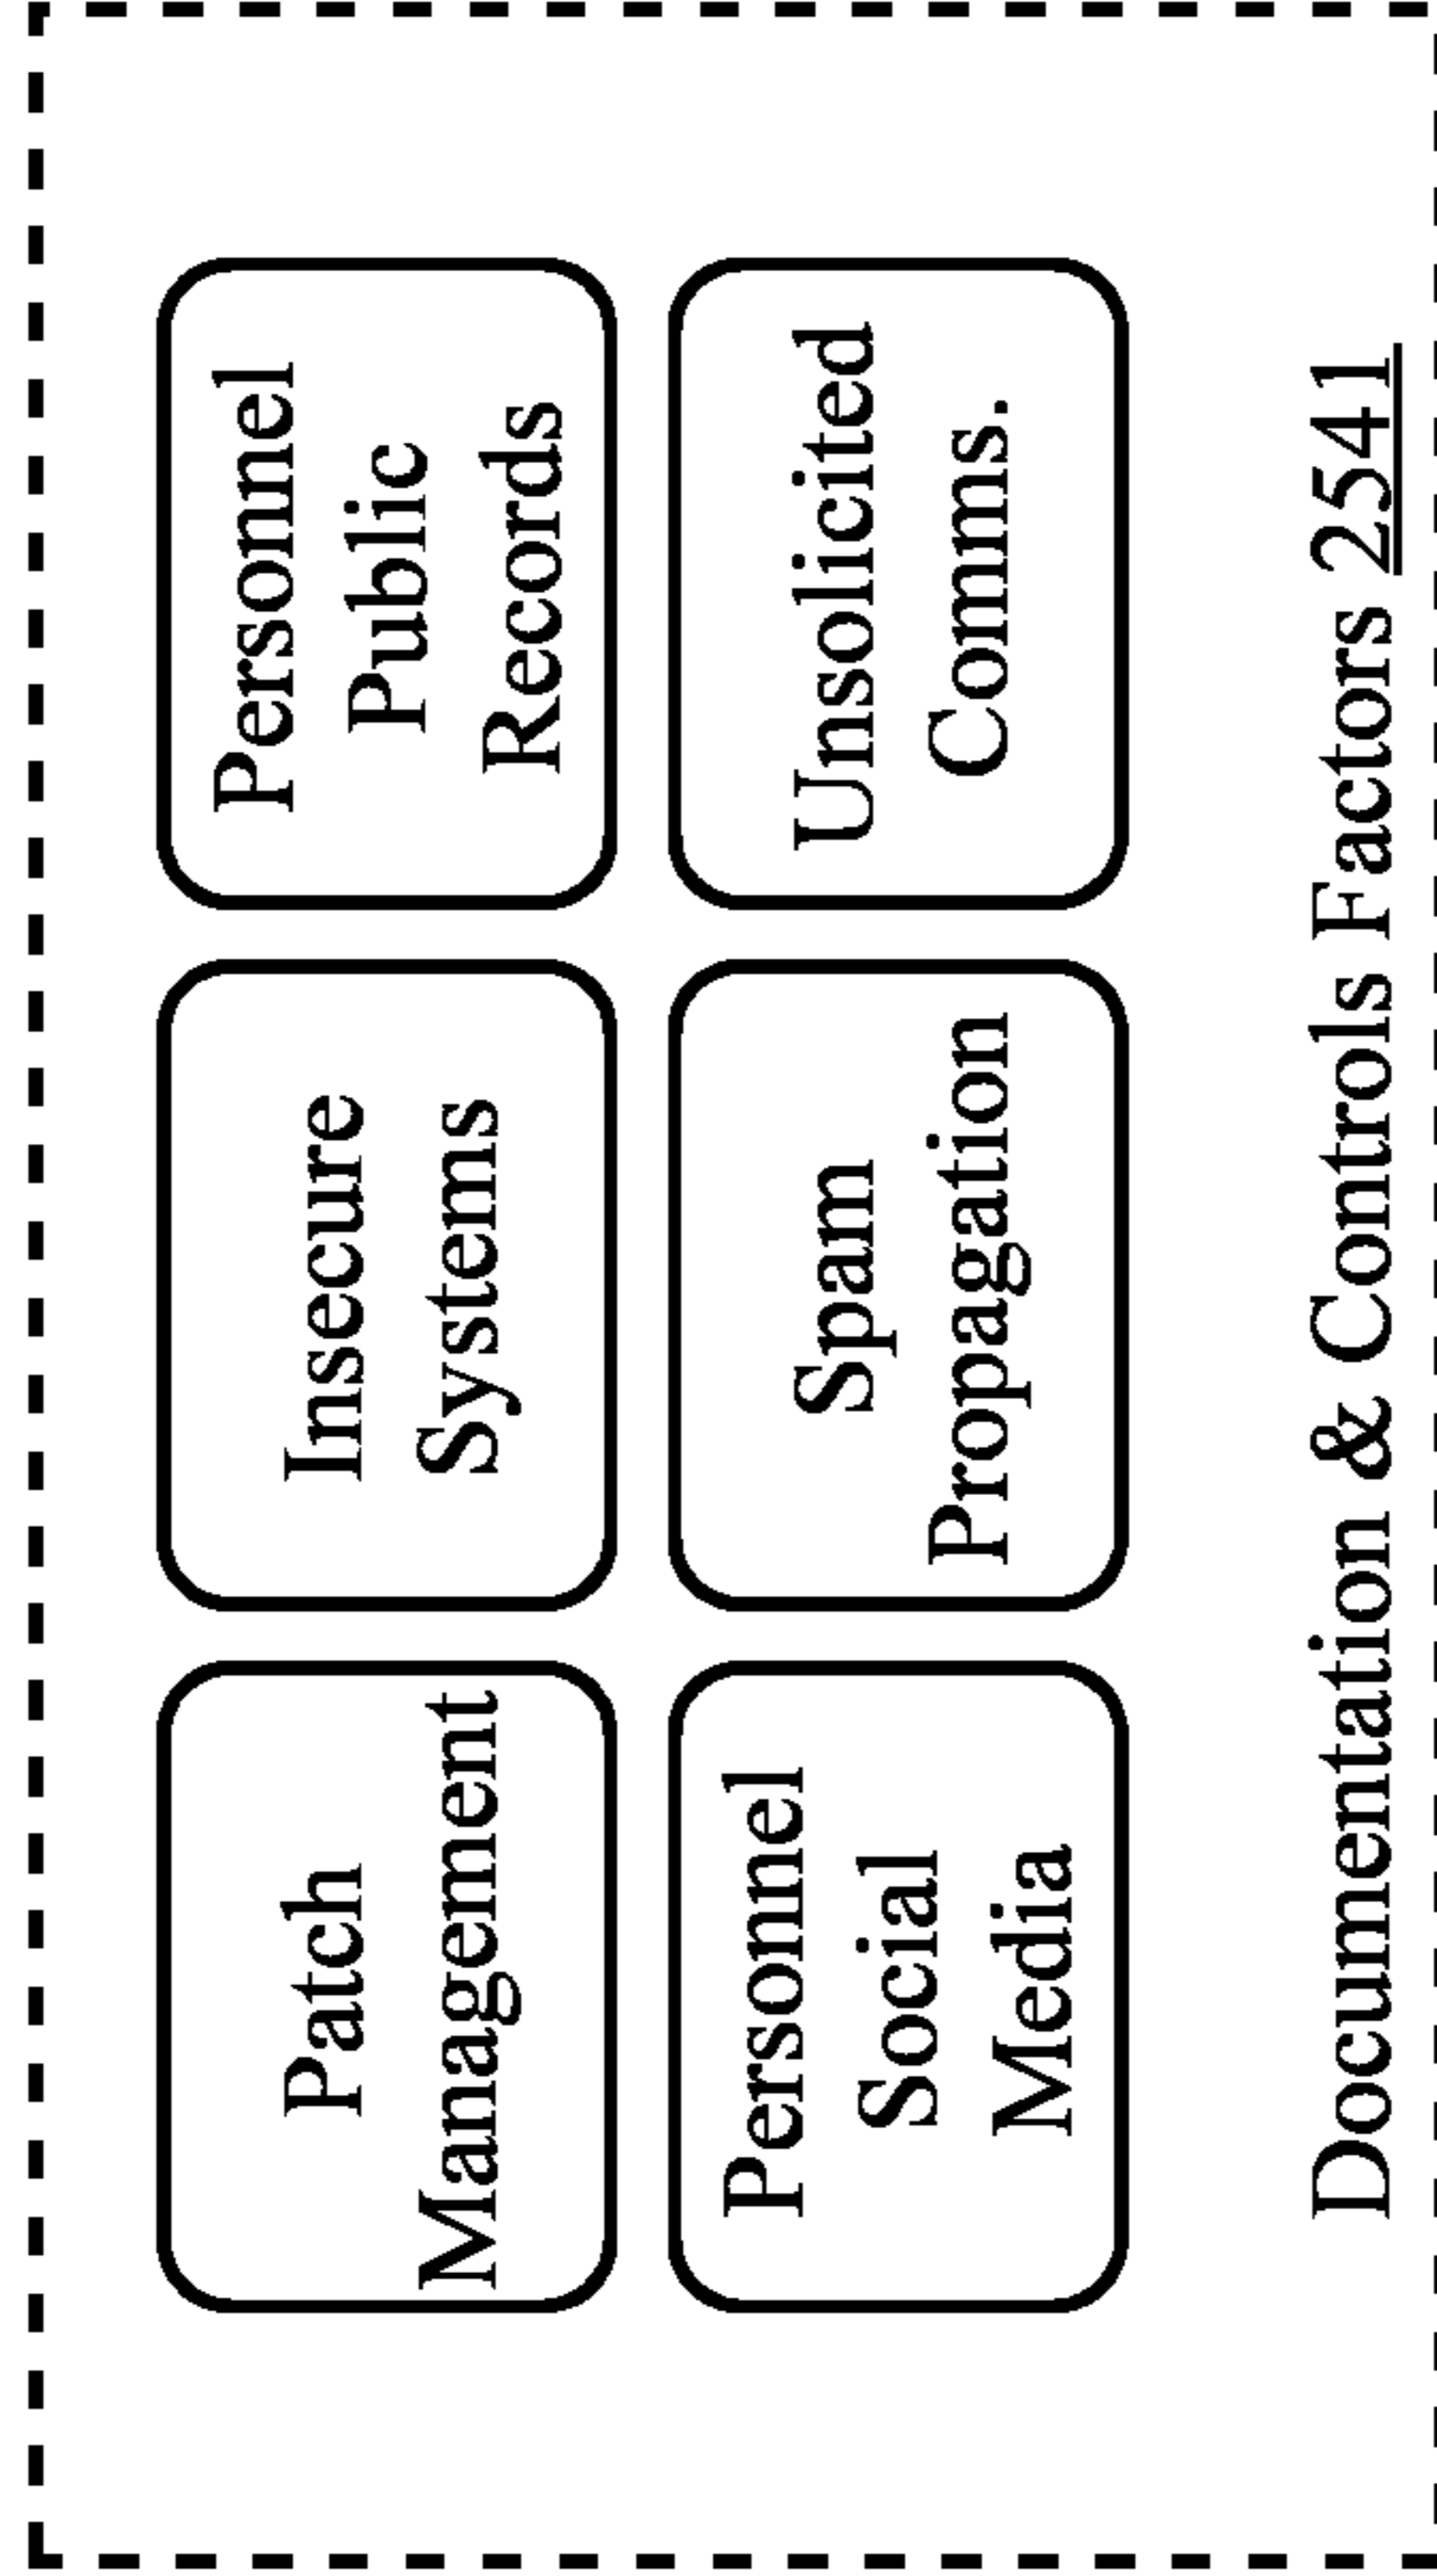 Patch
Management
Insecure
Systems
Personnel
Public
Records
Personnel
Social
Media
Spam
Propagation
Unsolicited
Comms.
Documentation & Controls Factors 2541